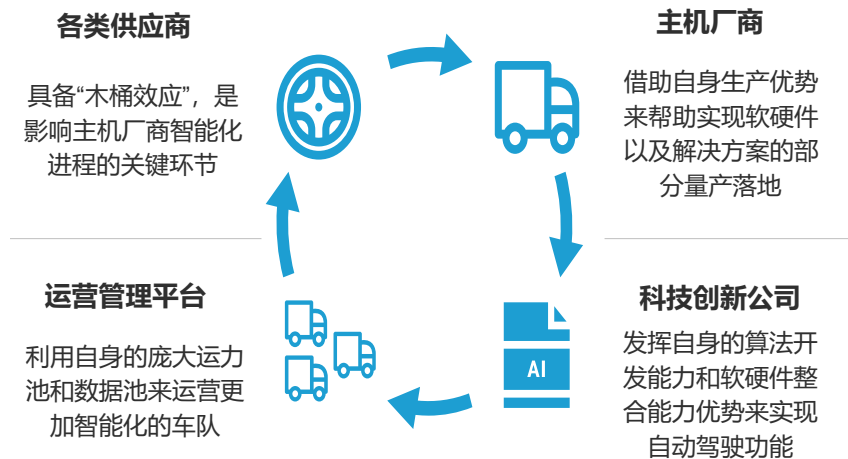 各类供应商
具备“木桶效应”，是
影响主机厂商智能化
进程的关键环节
主机厂商
借助自身生产优势
来帮助实现软硬件
以及解决方案的部
分量产落地
运营管理平台
利用自身的庞大运力
池和数据池来运营更
加智能化的车队
科技创新公司
发挥自身的算法开
发能力和软硬件整
合能力优势来实现
自动驾驶功能
AI